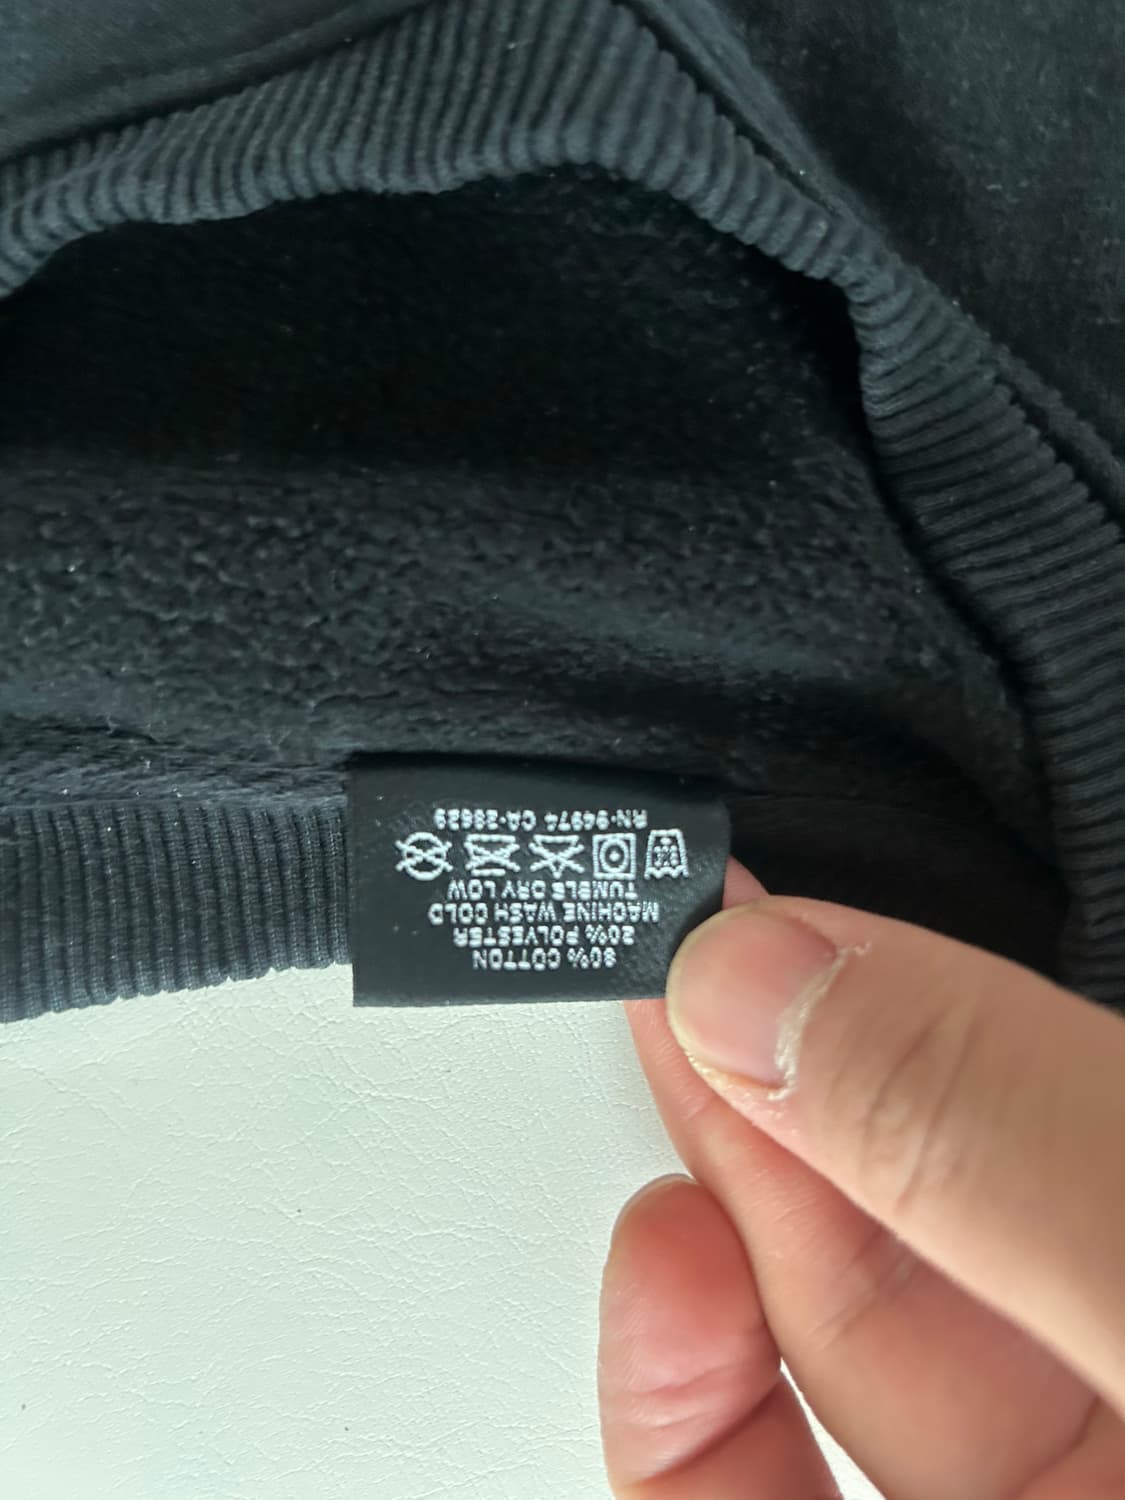 80% COTTON
20% POLYESTER
MACHINE WASH COLD
TUMBLE DRY LOW
RN-94974 CA-28629